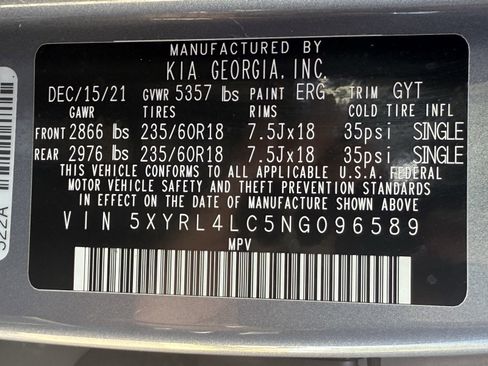 MANUFACTURED BY
KIA GEORGIA, INC.
DEC/15/21 GVWR 5357 lbs PAINT ERG TRIM GYT
GAWR TIRES RIMS COLD TIRE INFL
FRONT 2866 lbs 235/60R18 7.5Jx18 35psi SINGLE
REAR 2976 lbs 235/60R18 7.5Jx18 35psi SINGLE
THIS VEHICLE CONFORMS TO ALL APPLICABLE U.S.A. FEDERAL
MOTOR VEHICLE SAFETY AND THEFT PREVENTION STANDARDS
IN EFFECT ON THE DATE OF MANUFACTURE SHOWN ABOVE.
VIN 5XYRL4LC5NG096589
MPV
522A